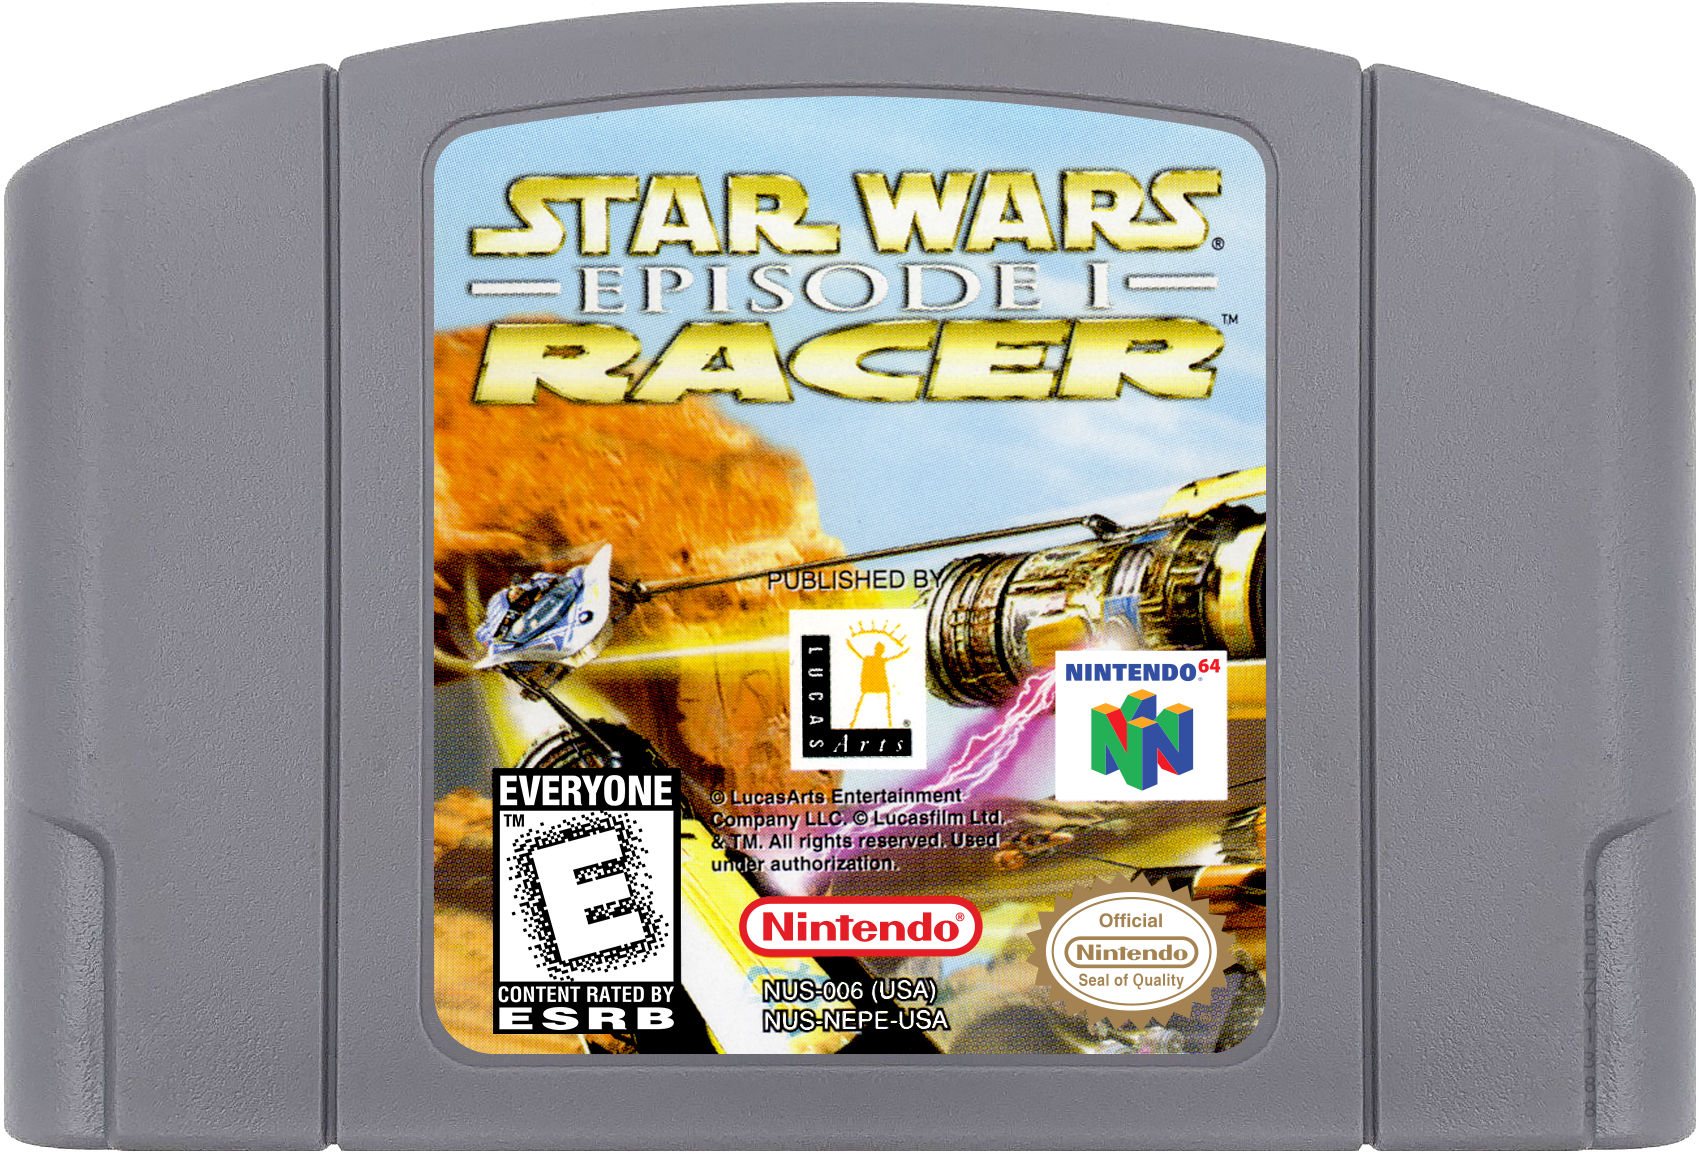 STAR WARS®
EPISODE I
RACER™
PUBLISHED BY
LUCAS
Arts®
NINTENDO®64
© LucasArts Entertainment
Company LLC. © Lucasfilm Ltd.
& TM. All rights reserved. Used
under authorization.
EVERYONE
TM
E
CONTENT RATED BY
ESRB
Nintendo®
NUS-006 (USA)
NUS-NEPE-USA
Official
Nintendo
Seal of Quality